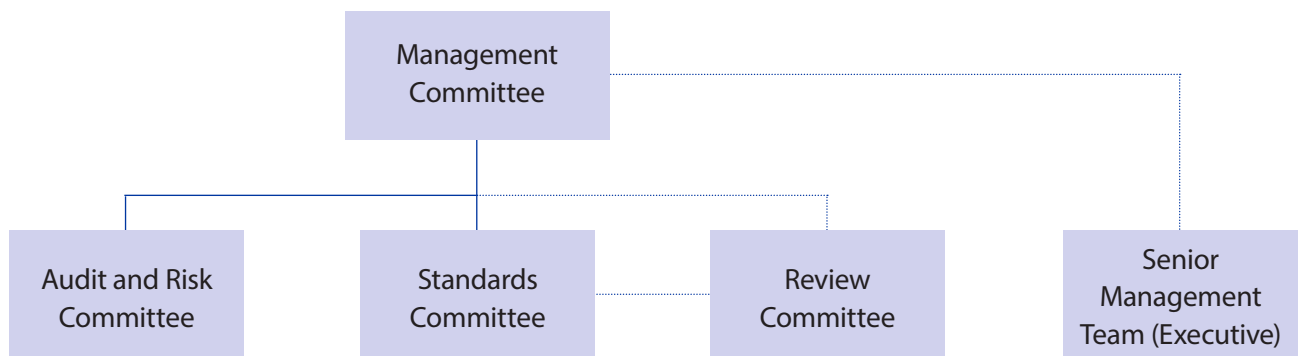 Management
Committee
Audit and Risk
Committee
Standards
Committee
Review
Committee
Senior
Management
Team (Executive)